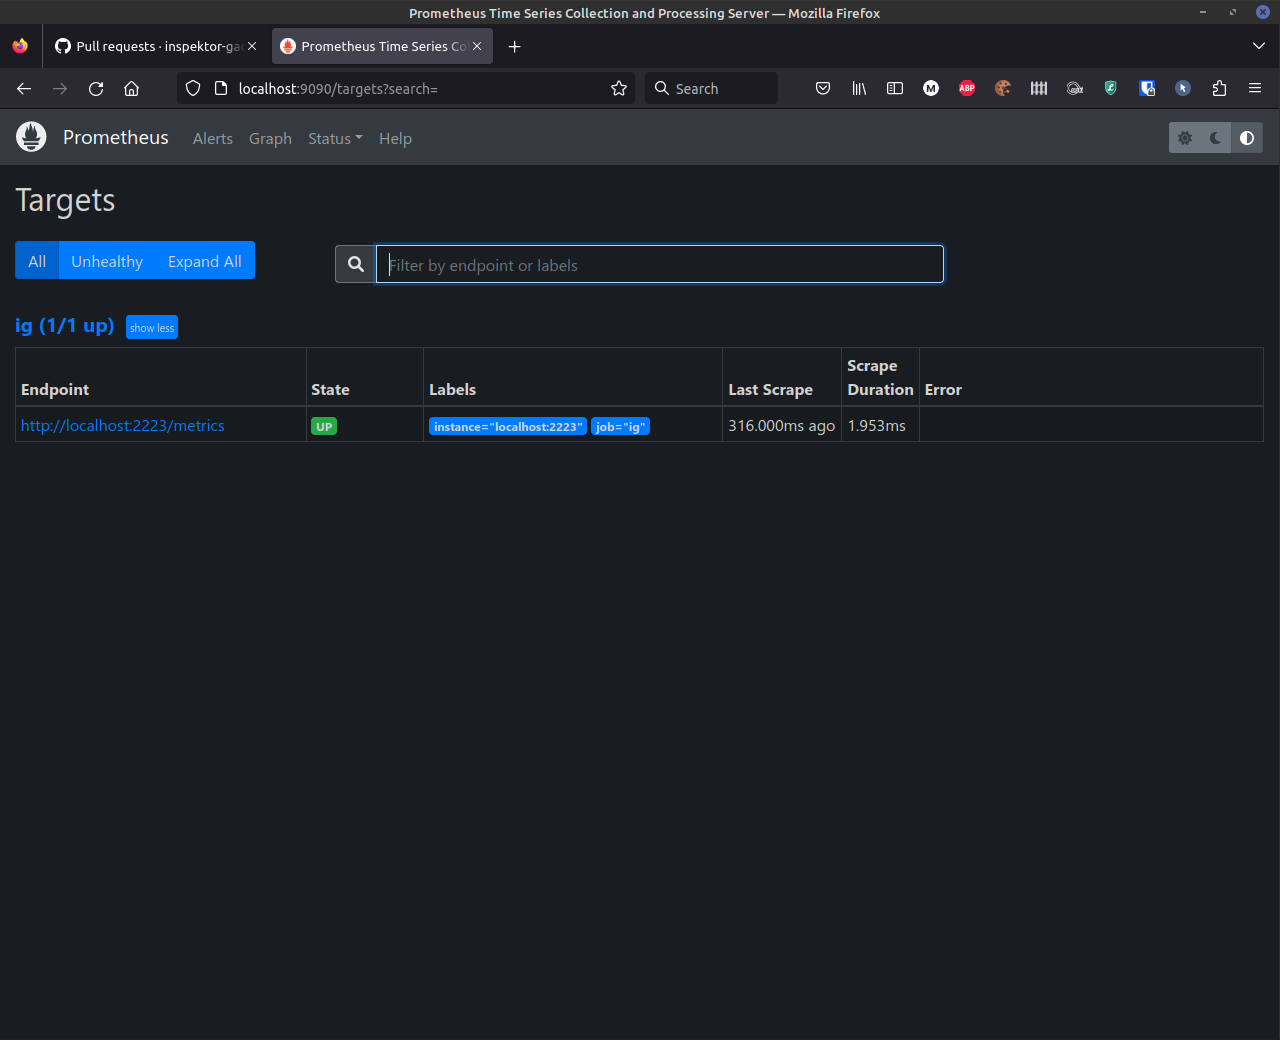 Prometheus Time Series Collection and Processing Server — Mozilla Firefox
Pull requests · inspektor-ga
Prometheus Time Series Co
localhost:9090/targets?search=
Search
M
ABP
Prometheus
Alerts
Graph
Status
Help
Targets
All
Unhealthy
Expand All
Filter by endpoint or labels
ig (1/1 up)
show less
Endpoint
State
Labels
Last Scrape
Scrape
Duration
Error
http://localhost:2223/metrics
UP
instance="localhost:2223"
job="ig"
316.000ms ago
1.953ms